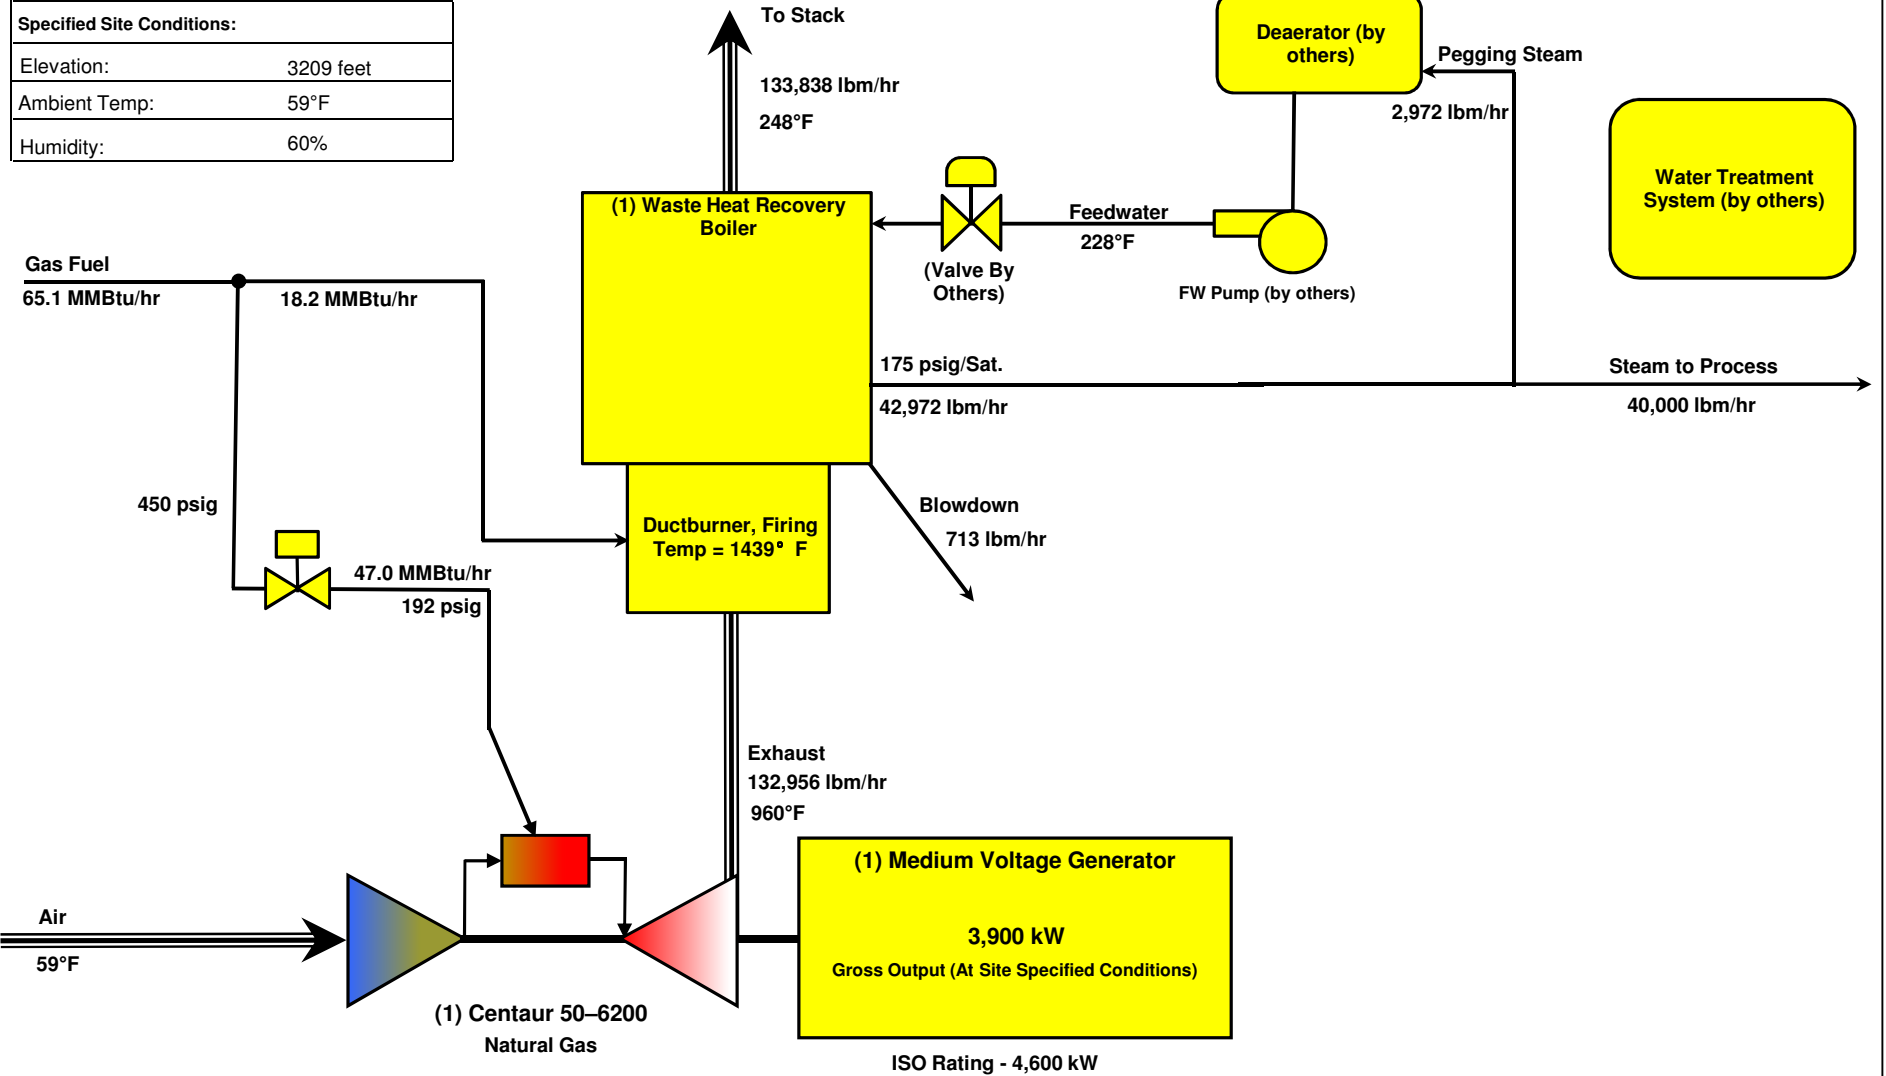 Specified Site Conditions:
Elevation: 3209 feet
Ambient Temp: 59°F
Humidity: 60%
To Stack
133,838 lbm/hr
248°F
Deaerator (by
others)
Pegging Steam
2,972 lbm/hr
Water Treatment
System (by others)
(1) Waste Heat Recovery
Boiler
Feedwater
228°F
(Valve By
Others)
FW Pump (by others)
Gas Fuel
65.1 MMBtu/hr
18.2 MMBtu/hr
175 psig/Sat.
42,972 lbm/hr
Steam to Process
40,000 lbm/hr
450 psig
Blowdown
713 lbm/hr
Ductburner, Firing
Temp = 1439° F
47.0 MMBtu/hr
192 psig
Exhaust
132,956 lbm/hr
960°F
Air
59°F
(1) Centaur 50–6200
Natural Gas
(1) Medium Voltage Generator
3,900 kW
Gross Output (At Site Specified Conditions)
ISO Rating - 4,600 kW